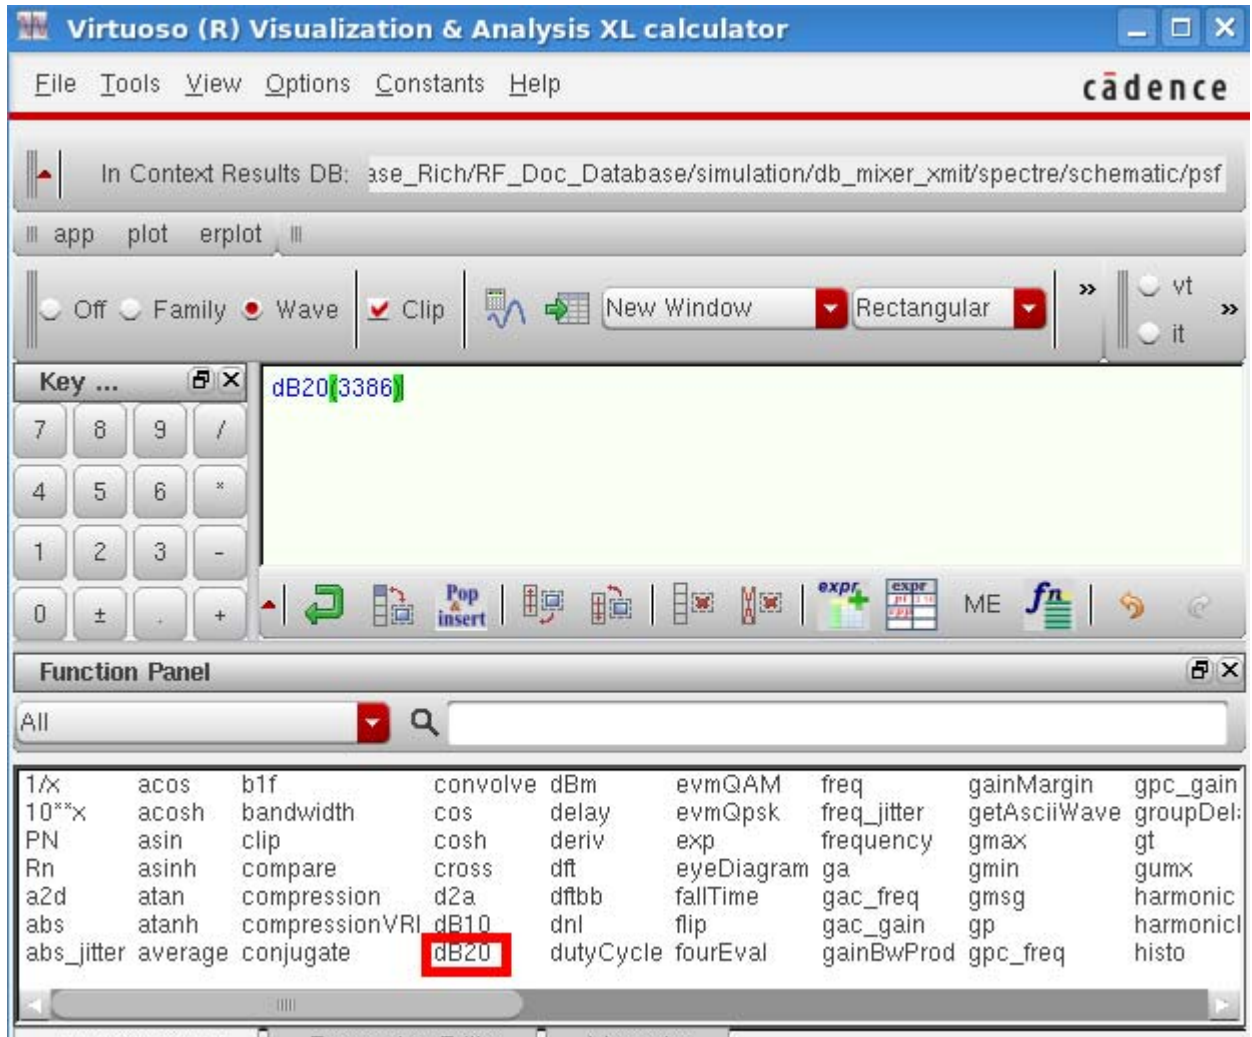 Virtuoso (R) Visualization & Analysis XL calculator
File Tools View Options Constants Help cādence
In Context Results DB: ase_Rich/RF_Doc_Database/simulation/db_mixer_xmit/spectre/schematic/psf
app plot erplot
Off Family Wave Clip New Window Rectangular » vt »
it
Key ...
dB20(3386)
7 8 9 /
4 5 6 *
1 2 3 -
0 ± . +
Pop & insert expr expr ME fn
Function Panel
All
1/x acos b1f convolve dBm evmQAM freq gainMargin gpc_gain
10**x acosh bandwidth cos delay evmQpsk freq_jitter getAsciiWave groupDel
PN asin clip cosh deriv exp frequency gmax gt
Rn asinh compare cross dft eyeDiagram ga gmin gumx
a2d atan compression d2a dftbb fallTime gac_freq gmsg harmonic
abs atanh compressionVRI dB10 dnl flip gac_gain gp harmonicl
abs_jitter average conjugate dB20 dutyCycle fourEval gainBwProd gpc_freq histo